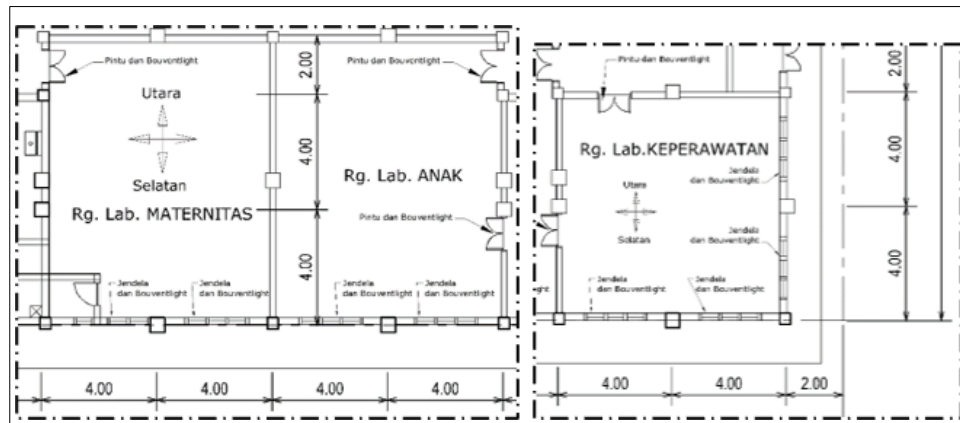 Pintu dan Bouventlight
Utara
Selatan
Rg. Lab. MATERNITAS
Jendela
dan Bouventlight
Jendela
dan Bouventlight
Pintu dan Bouventlight
2.00
4.00
4.00
Rg. Lab. ANAK
Pintu dan Bouventlight
Jendela
dan Bouventlight
Jendela
dan Bouventlight
4.00
4.00
4.00
4.00
Pintu dan Bouventlight
Rg. Lab.KEPERAWATAN
Utara
Selatan
Jendela
dan Bouventlight
Jendela
dan Bouventlight
Jendela
dan Bouventlight
Jendela
dan Bouventlight
2.00
4.00
4.00
4.00
4.00
2.00